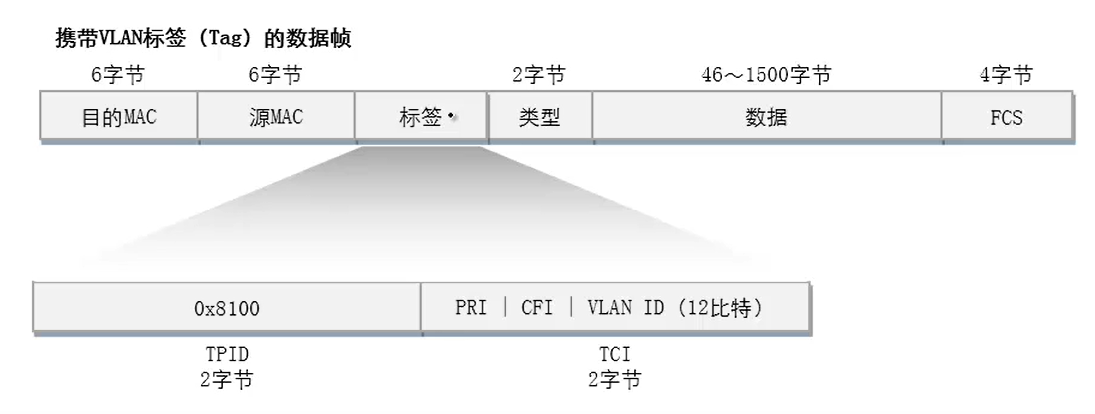 携带VLAN标签（Tag）的数据帧
6字节 6字节 2字节 46～1500字节 4字节
目的MAC 源MAC 标签 类型 数据 FCS
0x8100 PRI | CFI | VLAN ID（12比特）
TPID TCI
2字节 2字节